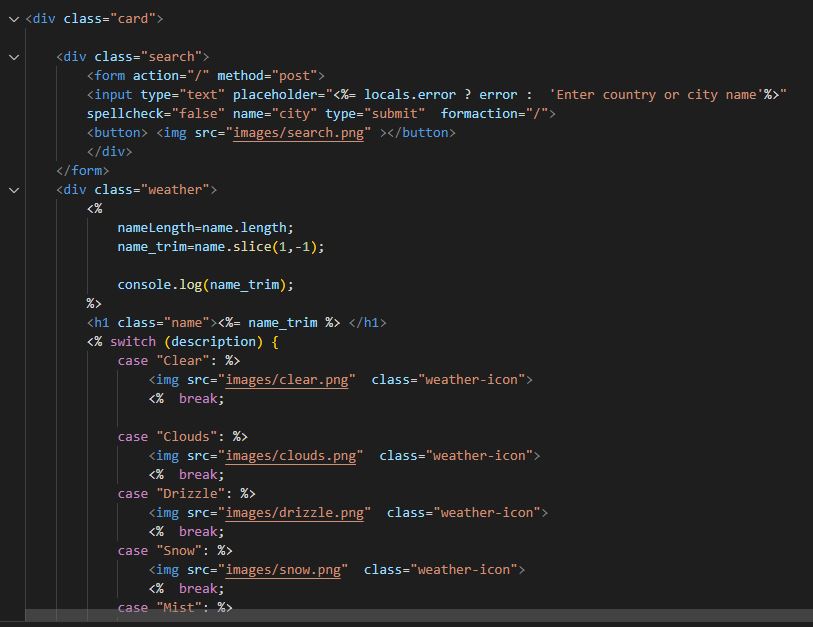 <div class="card">
<div class="search">
<form action="/" method="post">
<input type="text" placeholder="<%= locals.error ? error :  'Enter country or city name'%>"
spellcheck="false" name="city" type="submit"  formaction="/">
<button> <img src="images/search.png" ></button>
</div>
</form>
<div class="weather">
<%
nameLength=name.length;
name_trim=name.slice(1,-1);
console.log(name_trim);
%>
<h1 class="name"><%= name_trim %> </h1>
<% switch (description) {
case "Clear": %>
<img src="images/clear.png"  class="weather-icon">
<%  break;
case "Clouds": %>
<img src="images/clouds.png"  class="weather-icon">
<%  break;
case "Drizzle": %>
<img src="images/drizzle.png"  class="weather-icon">
<%  break;
case "Snow": %>
<img src="images/snow.png"  class="weather-icon">
<%  break;
case "Mist": %>